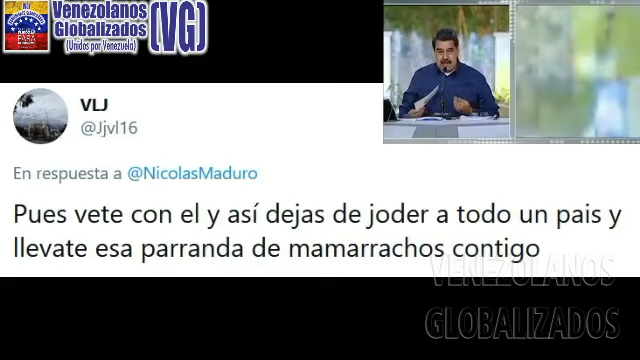 Venezolanos
Globalizados
(Unidos por Venezuela)
(VG)
VLJ
@Jjvl16
En respuesta a @NicolasMaduro
Pues vete con el y así dejas de joder a todo un pais y
llevate esa parranda de mamarrachos contigo
VENEZOLANOS
GLOBALIZADOS